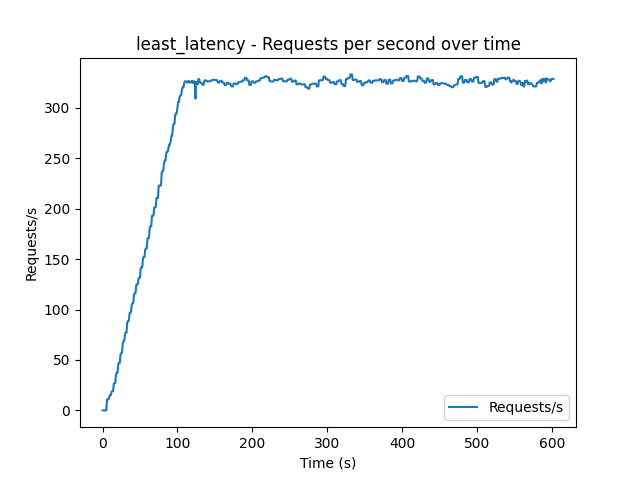 least_latency - Requests per second over time
Requests/s
300
250
200
150
100
50
0
0 100 200 300 400 500 600
Time (s)
Requests/s